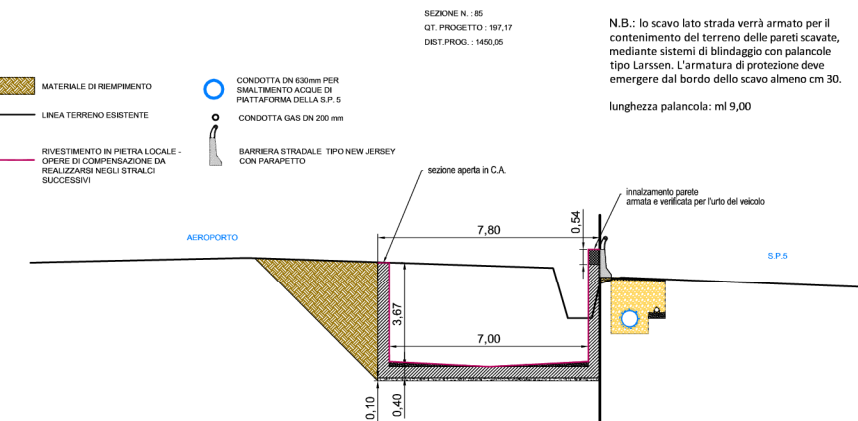 SEZIONE N. : 85
QT. PROGETTO : 197,17
DIST.PROG. : 1450,05
N.B.: lo scavo lato strada verrà armato per il
contenimento del terreno delle pareti scavate,
mediante sistemi di blindaggio con palancole
tipo Larssen. L'armatura di protezione deve
emergere dal bordo dello scavo almeno cm 30.
lunghezza palancola: ml 9,00
MATERIALE DI RIEMPIMENTO
LINEA TERRENO ESISTENTE
RIVESTIMENTO IN PIETRA LOCALE -
OPERE DI COMPENSAZIONE DA
REALIZZARSI NEGLI STRALCI
SUCCESSIVI
CONDOTTA DN 630mm PER
SMALTIMENTO ACQUE DI
PIATTAFORMA DELLA S.P. 5
CONDOTTA GAS DN 200 mm
BARRIERA STRADALE TIPO NEW JERSEY
CON PARAPETTO
sezione aperta in C.A.
innalzamento parete
armata e verificata per l'urto del veicolo
7,80
0,54
AEROPORTO
S.P.5
3,67
7,00
0,10
0,40